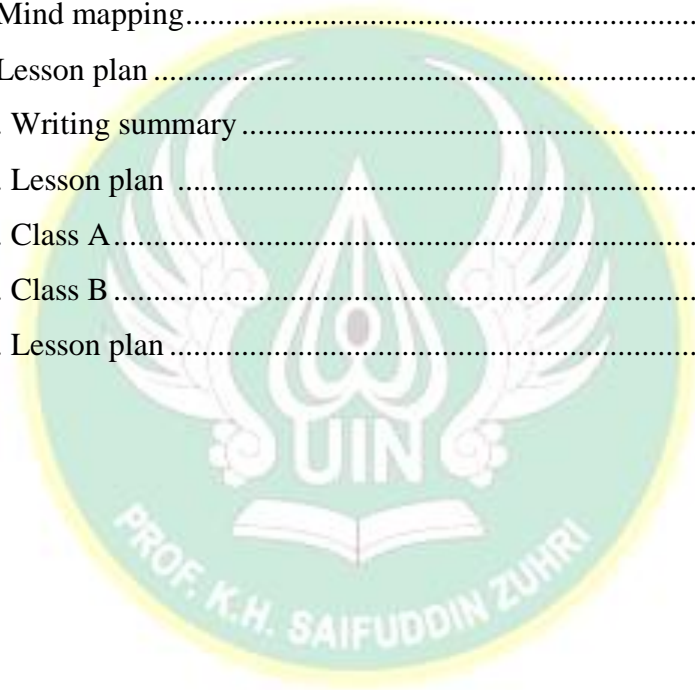 Mind mapping.......................................................................
Lesson plan...........................................................................
. Writing summary................................................................
. Lesson plan .........................................................................
. Class A.................................................................................
. Class B.................................................................................
. Lesson plan..........................................................................
UIN
PROF. K.H. SAIFUDDIN ZUHRI